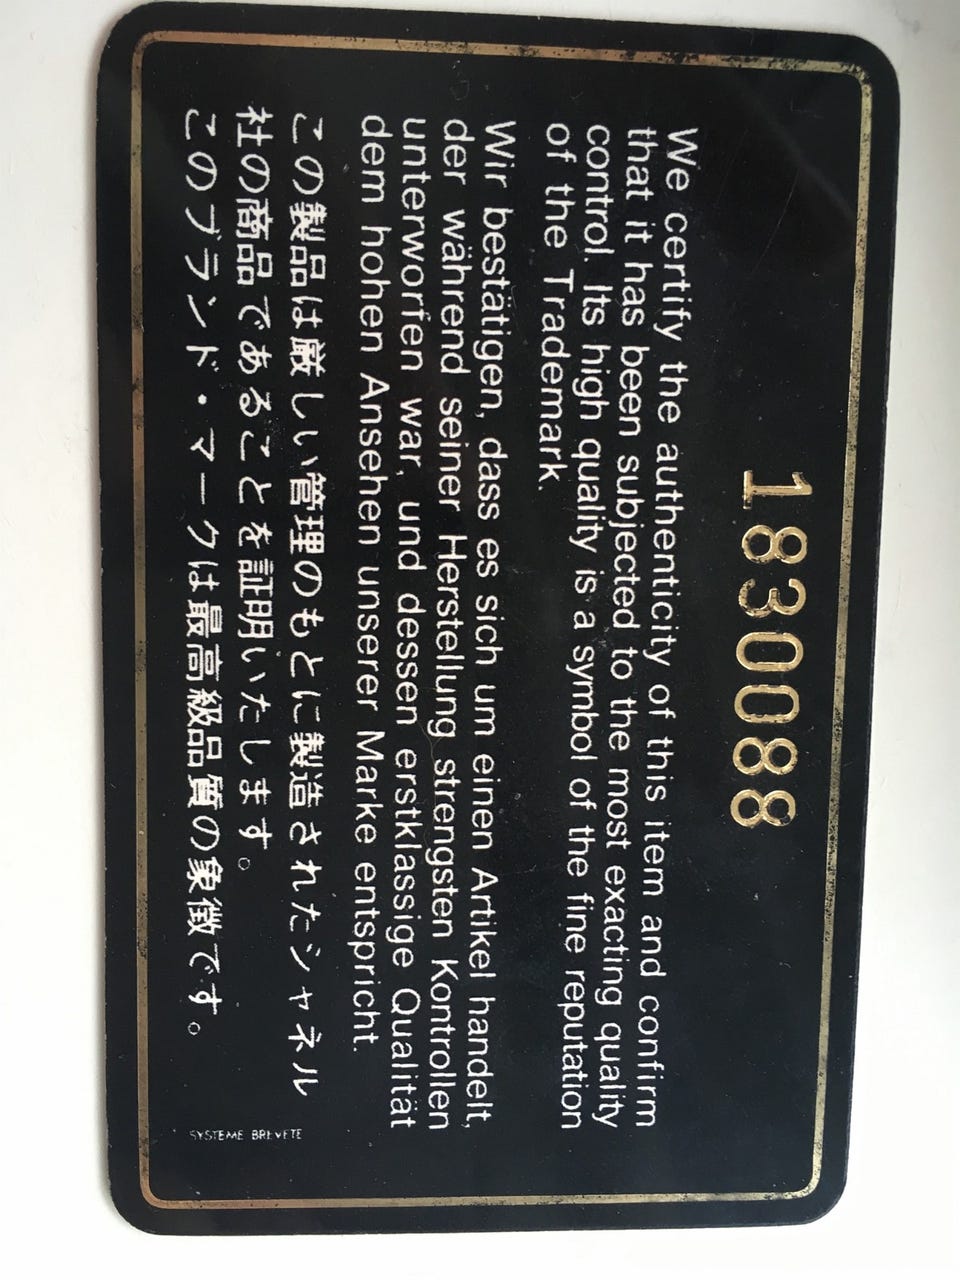 1830088
We certify the authenticity of this item and confirm
that it has been subjected to the most exacting quality
control. Its high quality is a symbol of the fine reputation
of the Trademark.
Wir bestätigen, dass es sich um einen Artikel handelt,
der während seiner Herstellung strengsten Kontrollen
unterworfen war, und dessen erstklassige Qualität
dem hohen Ansehen unserer Marke entspricht.
この製品は厳しい管理のもとに製造されたシャネル
社の商品であることを証明いたします。
このブランド・マークは最高級品質の象徴です。
SYSTEME BREVETE